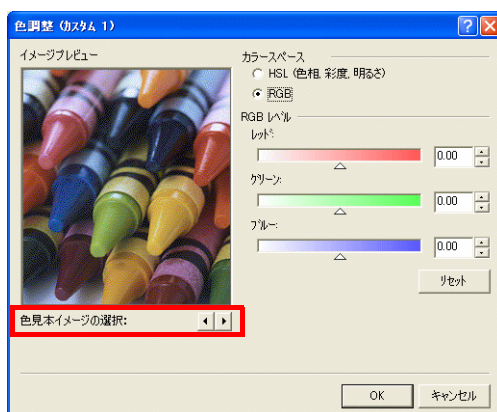 色調整 (カスタム 1)
イメージプレビュー
カラースペース
HSL (色相, 彩度, 明るさ)
RGB
RGB レベル
レッド:
0.00
グリーン:
0.00
ブルー:
0.00
リセット
色見本イメージの選択:
OK
キャンセル